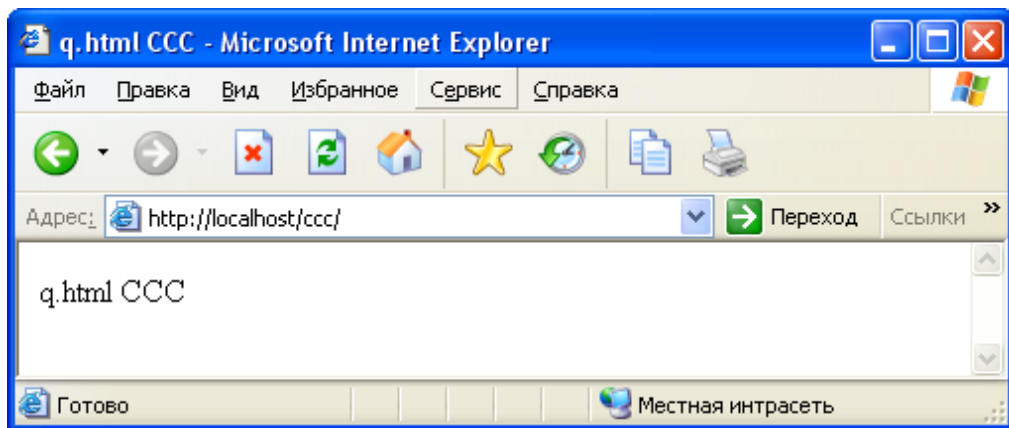 q.html CCC - Microsoft Internet Explorer
Файл Правка Вид Избранное Сервис Справка
Адрес: http://localhost/ccc/ Переход Ссылки »
q.html CCC
Готово Местная интрасеть